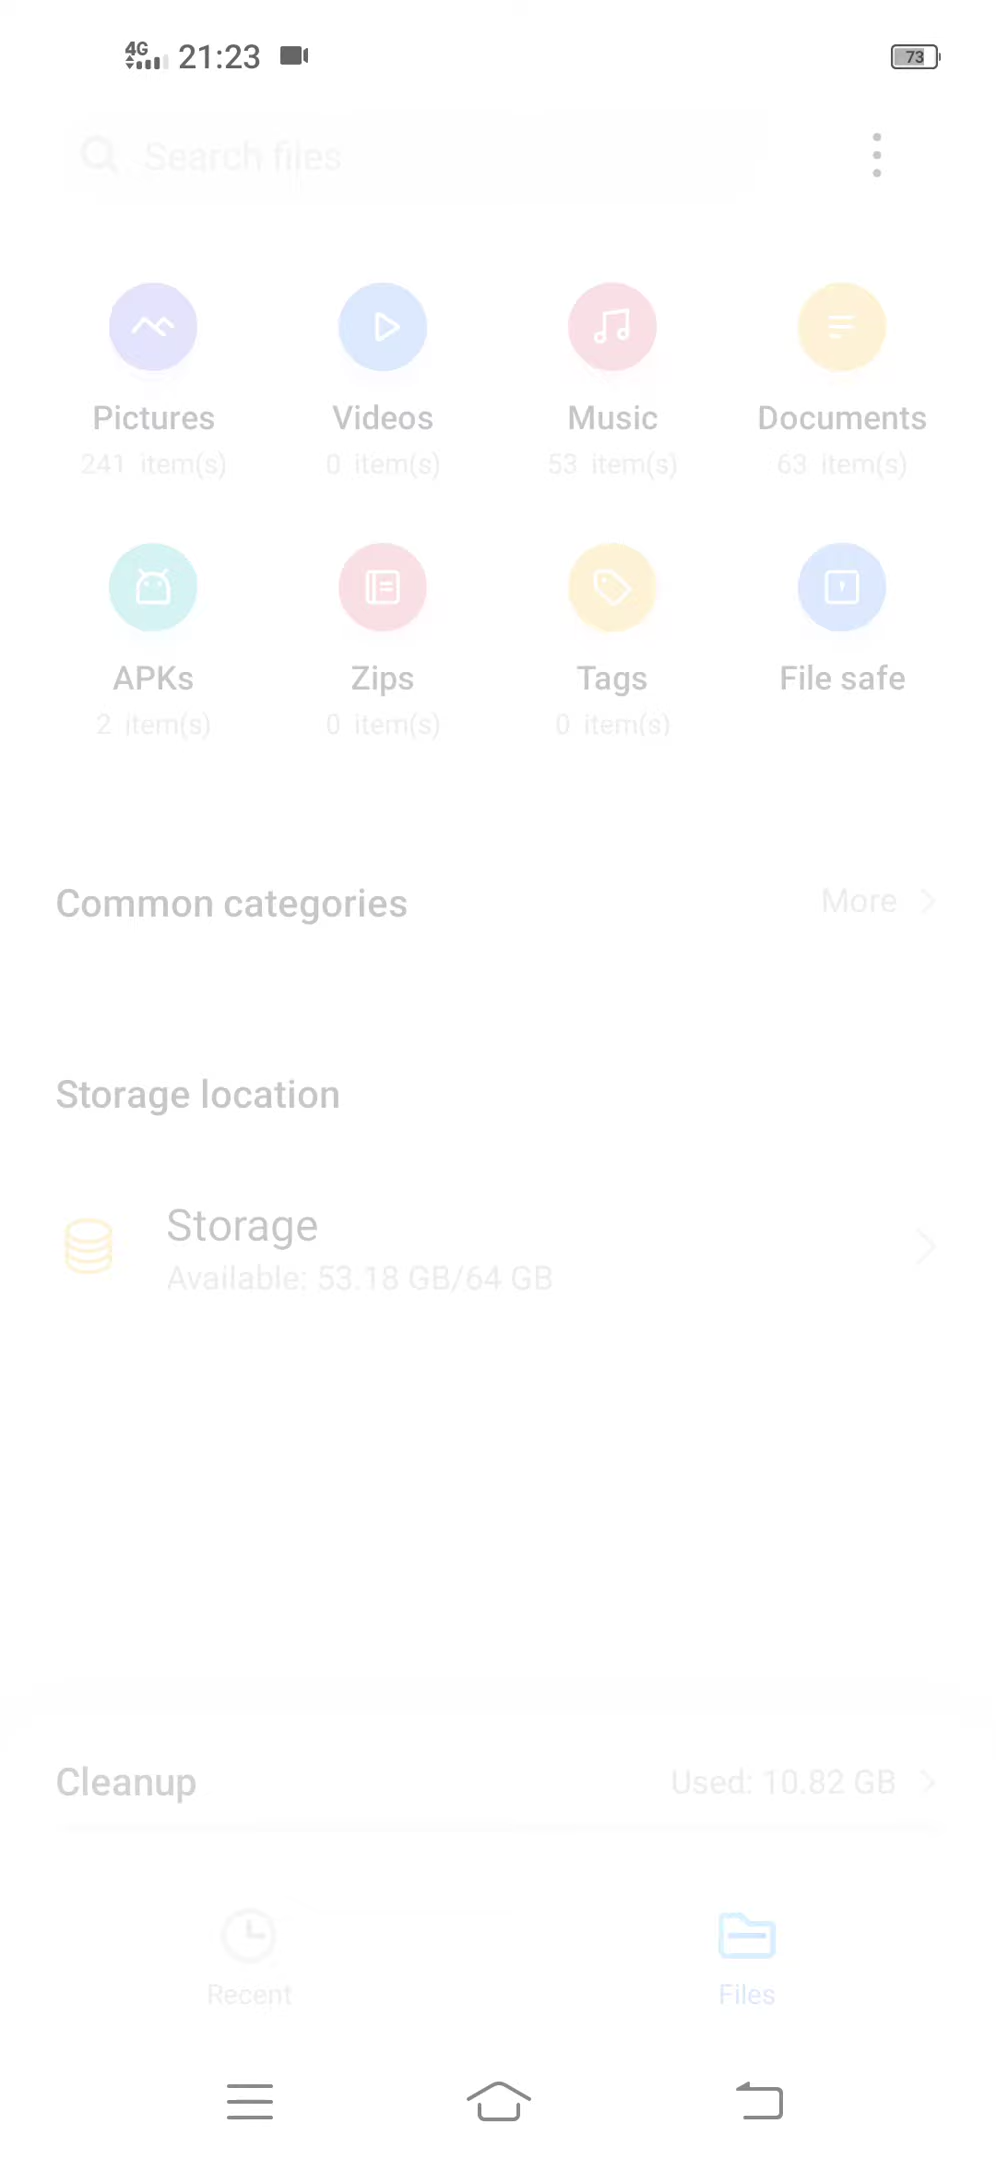 4G 21:23 73
Search files
Pictures Videos Music Documents
241 item(s) 0 item(s) 53 item(s) 63 item(s)
APKs Zips Tags File safe
2 item(s) 0 item(s) 0 item(s)
Common categories More
Storage location
Storage
Available: 53.18 GB/64 GB
Cleanup Used: 10.82 GB
Recent Files